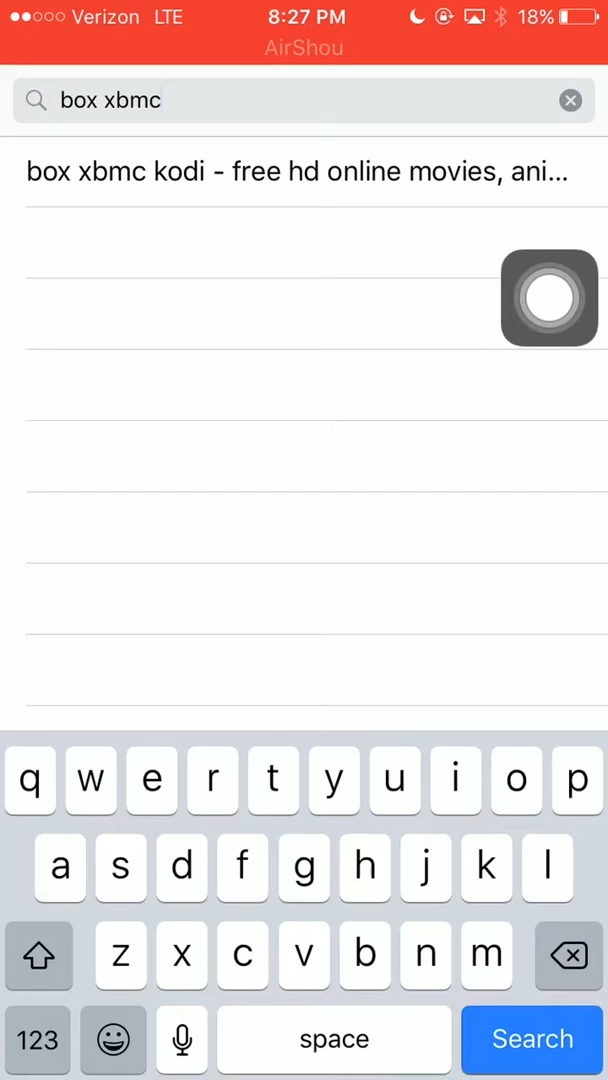 Verizon LTE 8:27 PM 18%
AirShou
box xbmc
box xbmc kodi - free hd online movies, ani...
q w e r t y u i o p
a s d f g h j k l
z x c v b n m
123 space Search